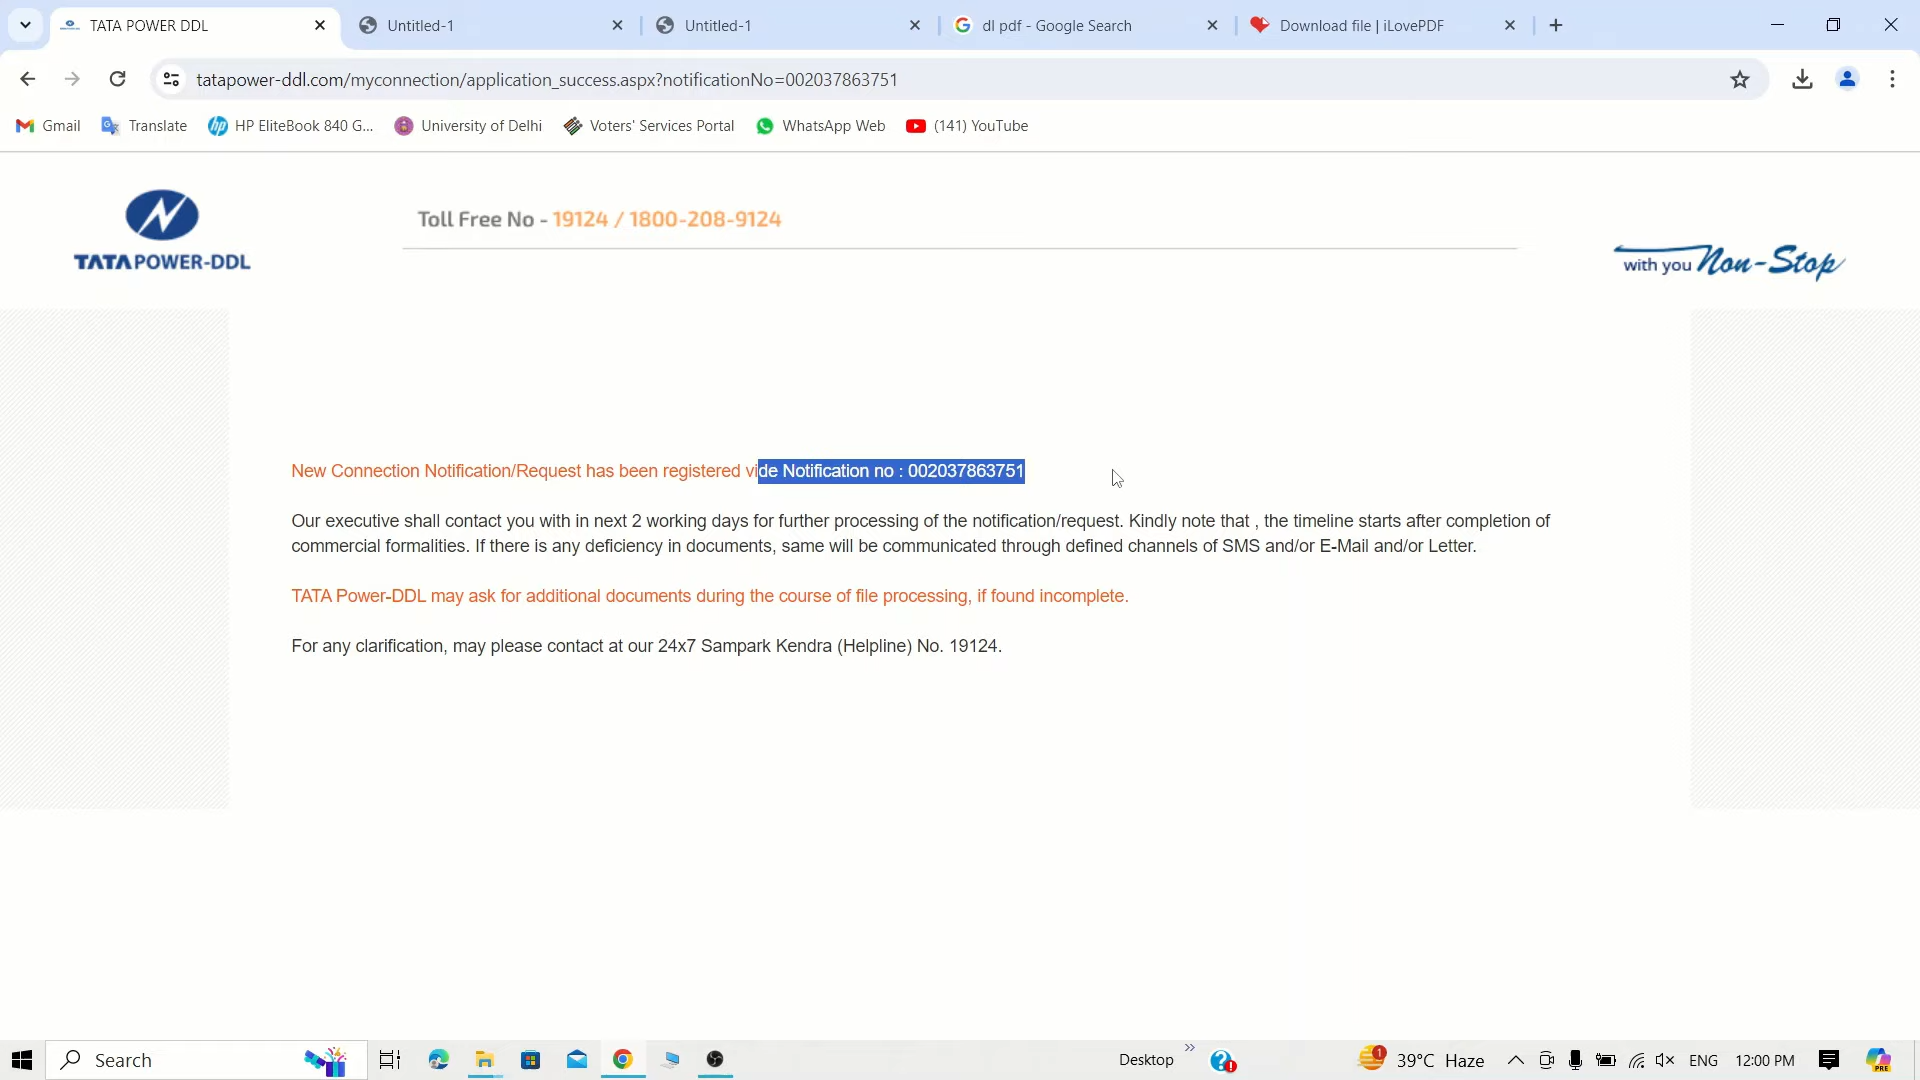 TATA POWER DDL
Untitled-1
Untitled-1
dl pdf - Google Search
Download file | iLovePDF
tatapower-ddl.com/myconnection/application_success.aspx?notificationNo=002037863751
Gmail
Translate
HP EliteBook 840 G...
University of Delhi
Voters' Services Portal
WhatsApp Web
(141) YouTube
Toll Free No - 19124 / 1800-208-9124
TATA POWER-DDL
with you Non-Stop
New Connection Notification/Request has been registered vide Notification no : 002037863751
Our executive shall contact you with in next 2 working days for further processing of the notification/request. Kindly note that , the timeline starts after completion of
commercial formalities. If there is any deficiency in documents, same will be communicated through defined channels of SMS and/or E-Mail and/or Letter.
TATA Power-DDL may ask for additional documents during the course of file processing, if found incomplete.
For any clarification, may please contact at our 24x7 Sampark Kendra (Helpline) No. 19124.
Search
Desktop
1
39°C Haze
ENG
12:00 PM
PRE